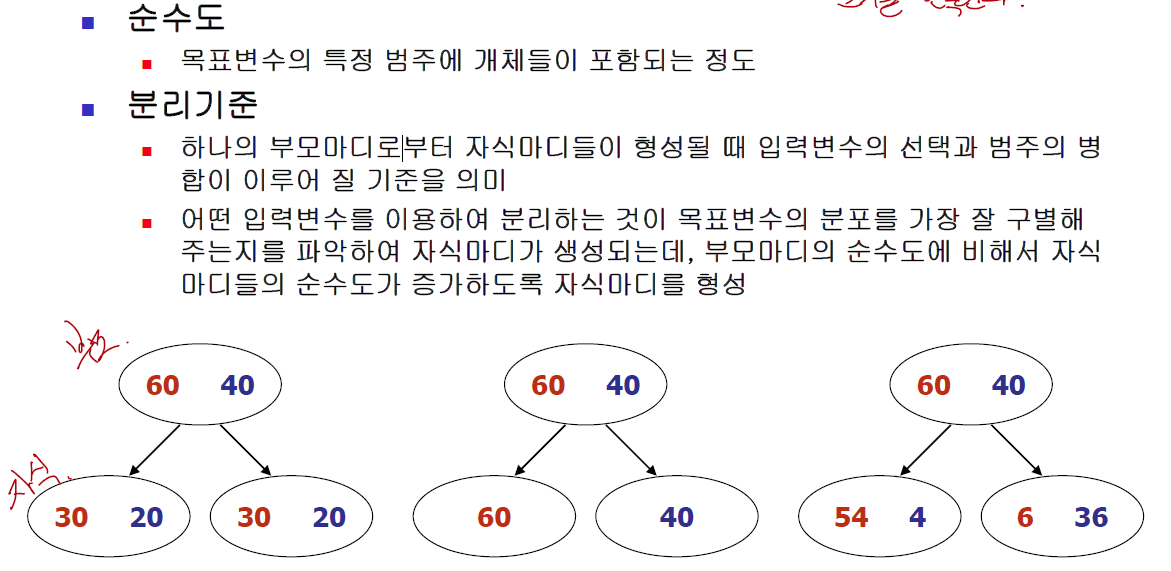 순수도
목표변수의 특정 범주에 개체들이 포함되는 정도
분리기준
하나의 부모마디로부터 자식마디들이 형성될 때 입력변수의 선택과 범주의 병
합이 이루어 질 기준을 의미
어떤 입력변수를 이용하여 분리하는 것이 목표변수의 분포를 가장 잘 구별해
주는지를 파악하여 자식마디가 생성되는데, 부모마디의 순수도에 비해서 자식
마디들의 순수도가 증가하도록 자식마디를 형성
60 40 60 40 60 40
자식.
30 20 30 20 60 40 54 4 6 36